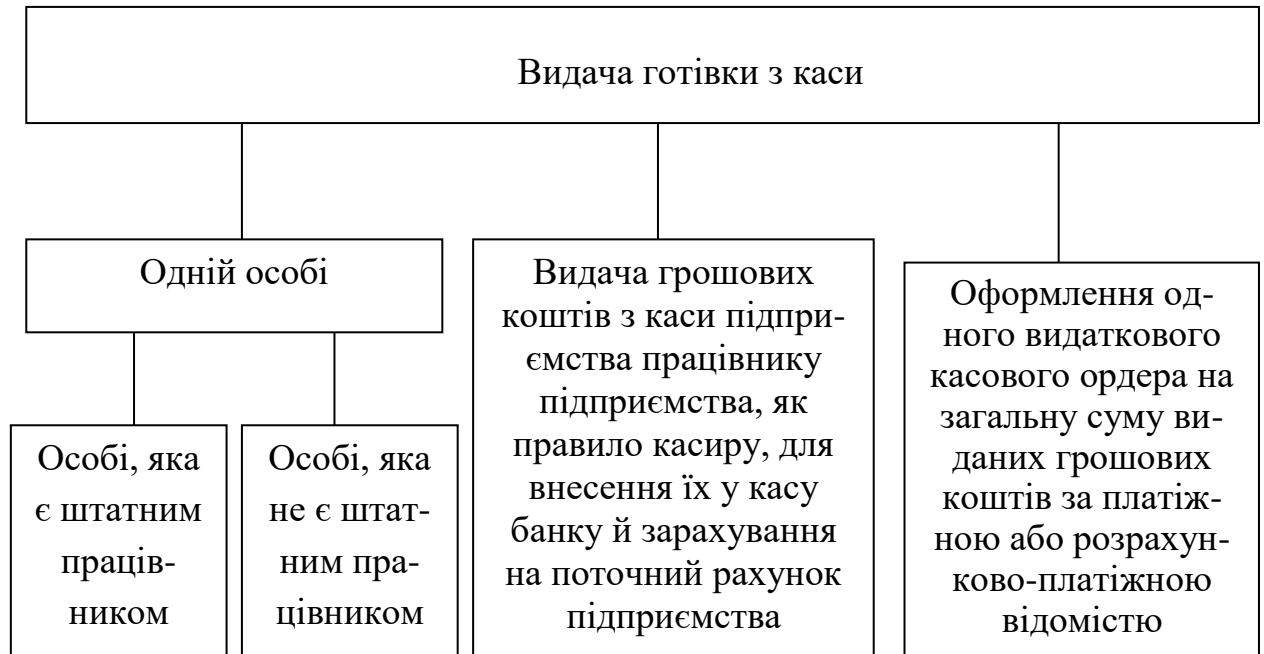 Видача готівки з каси
Одній особі
Особі, яка
є штатним
праців-
ником
Особі, яка
не є штат-
ним пра-
цівником
Видача грошових
коштів з каси підпри-
ємства працівнику
підприємства, як
правило касиру, для
внесення їх у касу
банку й зарахування
на поточний рахунок
підприємства
Оформлення од-
ного видаткового
касового ордера на
загальну суму ви-
даних грошових
коштів за платіж-
ною або розрахун-
ково-платіжною
відомістю